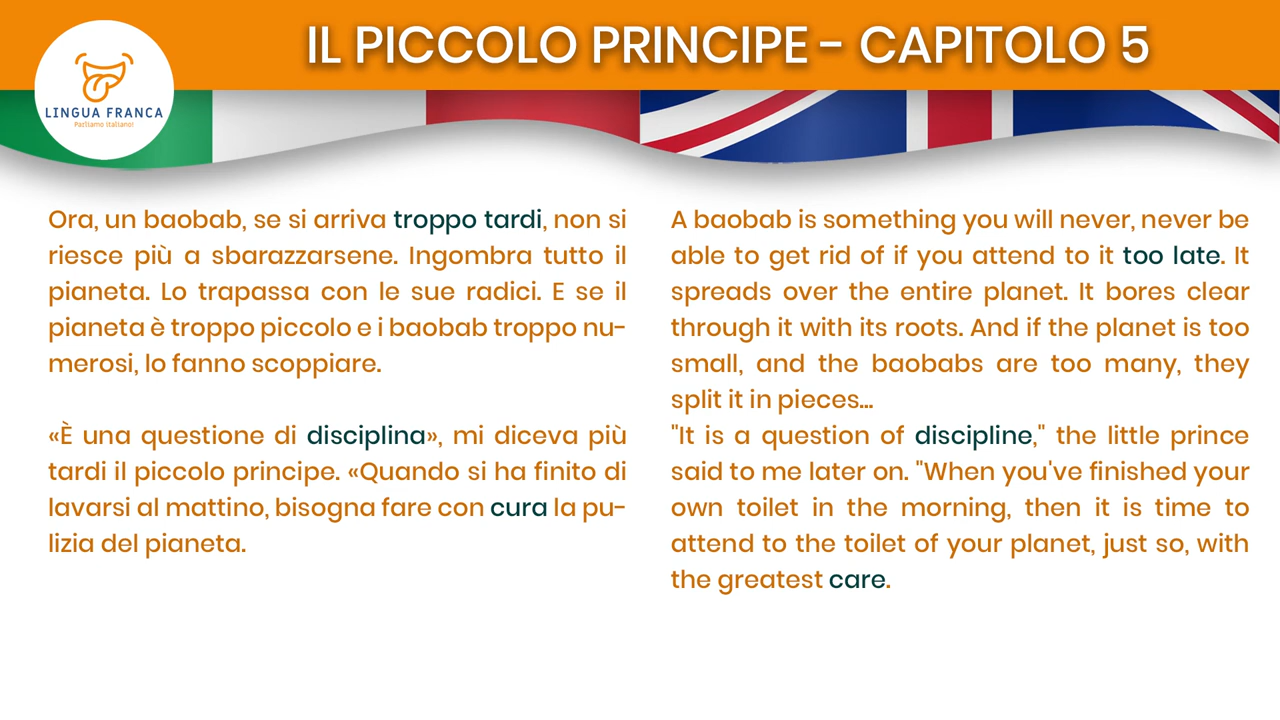 IL PICCOLO PRINCIPE - CAPITOLO 5
LINGUA FRANCA
Parliamo Italiano!
Ora, un baobab, se si arriva troppo tardi, non si
riesce più a sbarazzarsene. Ingombra tutto il
pianeta. Lo trapassa con le sue radici. E se il
pianeta è troppo piccolo e i baobab troppo nu-
merosi, lo fanno scoppiare.
«È una questione di disciplina», mi diceva più
tardi il piccolo principe. «Quando si ha finito di
lavarsi al mattino, bisogna fare con cura la pu-
lizia del pianeta.
A baobab is something you will never, never be
able to get rid of if you attend to it too late. It
spreads over the entire planet. It bores clear
through it with its roots. And if the planet is too
small, and the baobabs are too many, they
split it in pieces...
"It is a question of discipline," the little prince
said to me later on. "When you've finished your
own toilet in the morning, then it is time to
attend to the toilet of your planet, just so, with
the greatest care.